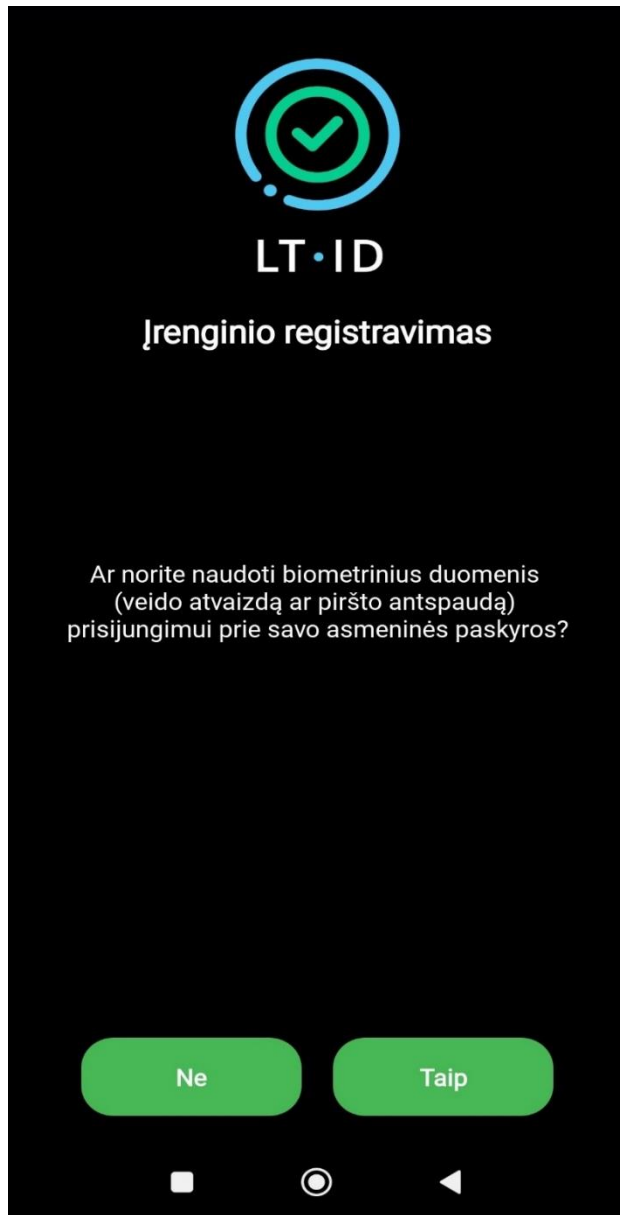 LT·ID
Įrenginio registravimas
Ar norite naudoti biometrinius duomenis
(veido atvaizdą ar piršto antspaudą)
prisijungimui prie savo asmeninės paskyros?
Ne
Taip